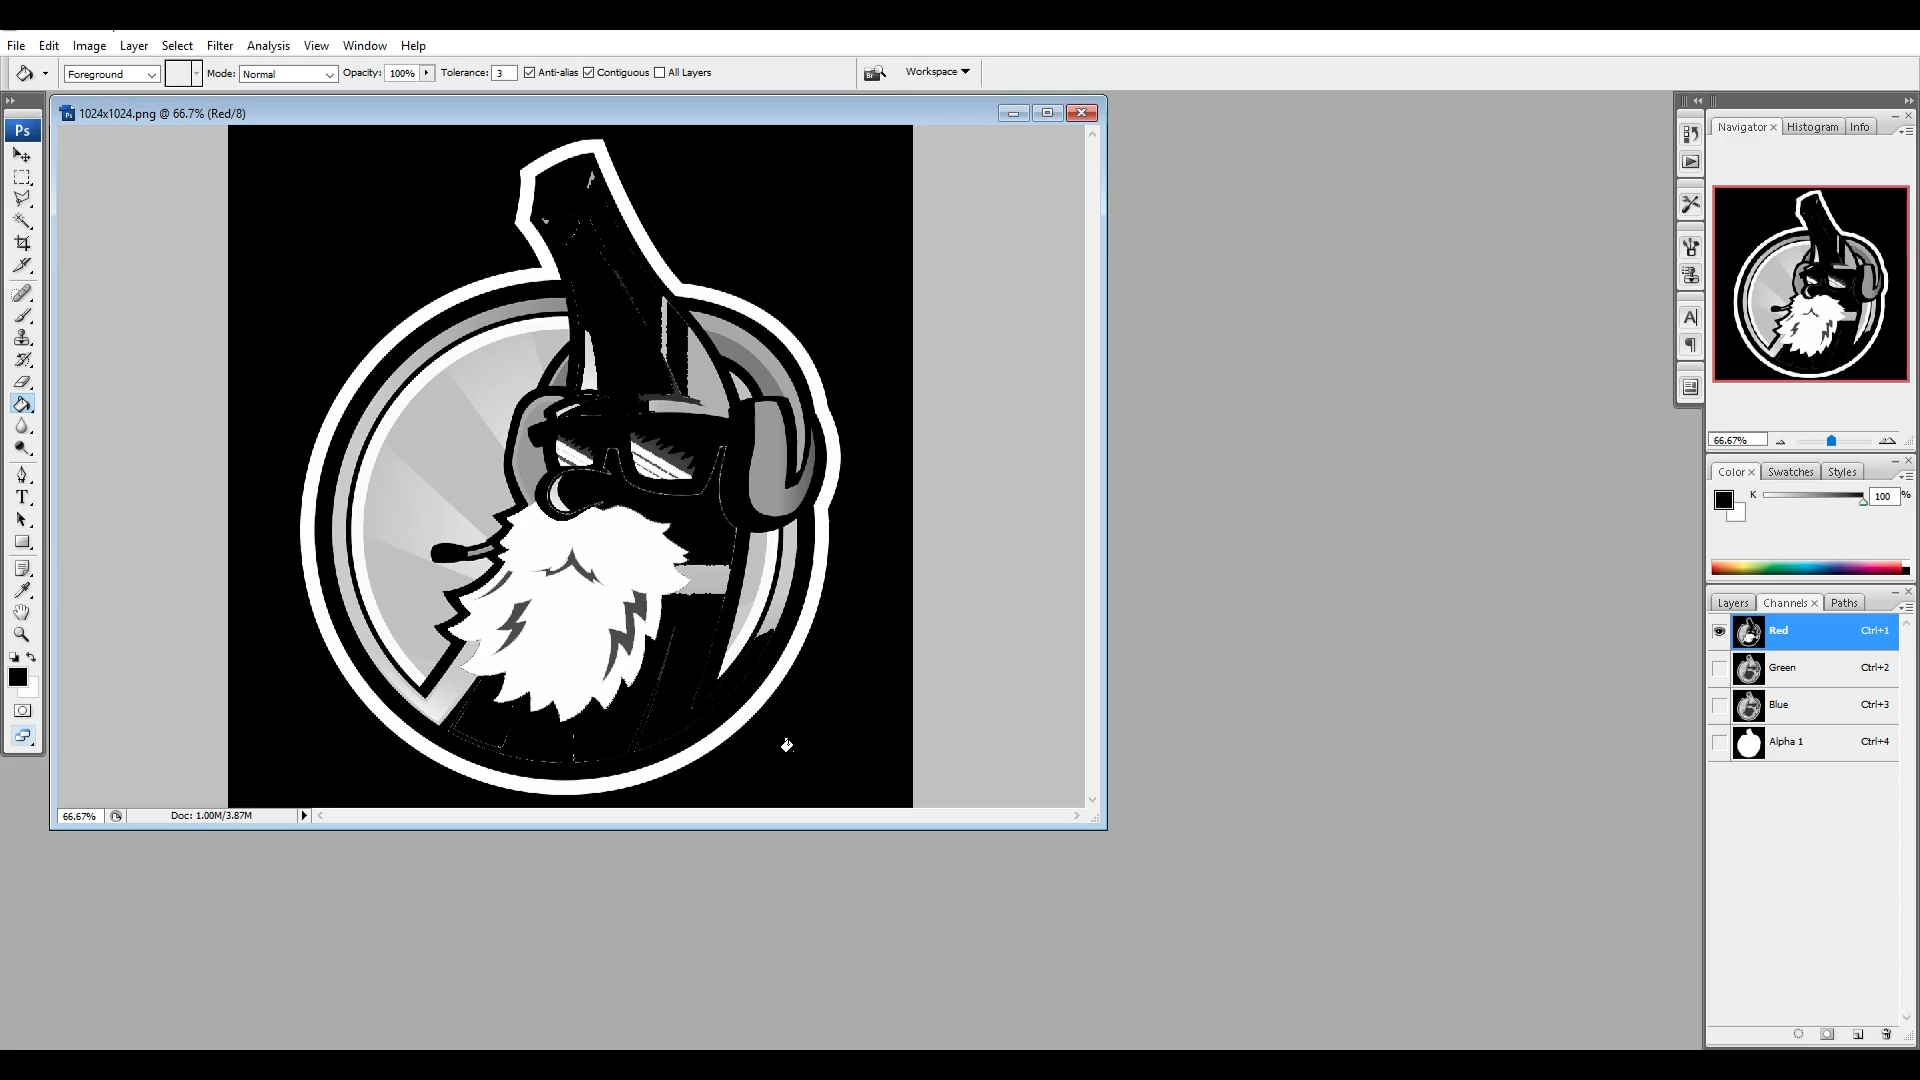 File Edit Image Layer Select Filter Analysis View Window Help
Foreground Mode: Normal Opacity: 100% Tolerance: 3 Anti-alias Contiguous All Layers Br Workspace
1024x1024.png @ 66.7% (Red/8)
Ps
T
66.67% Doc: 1.00M/3.87M
Navigator Histogram Info
A
66.67%
Color Swatches Styles
K 100 %
Layers Channels Paths
Red Ctrl+1
Green Ctrl+2
Blue Ctrl+3
Alpha 1 Ctrl+4